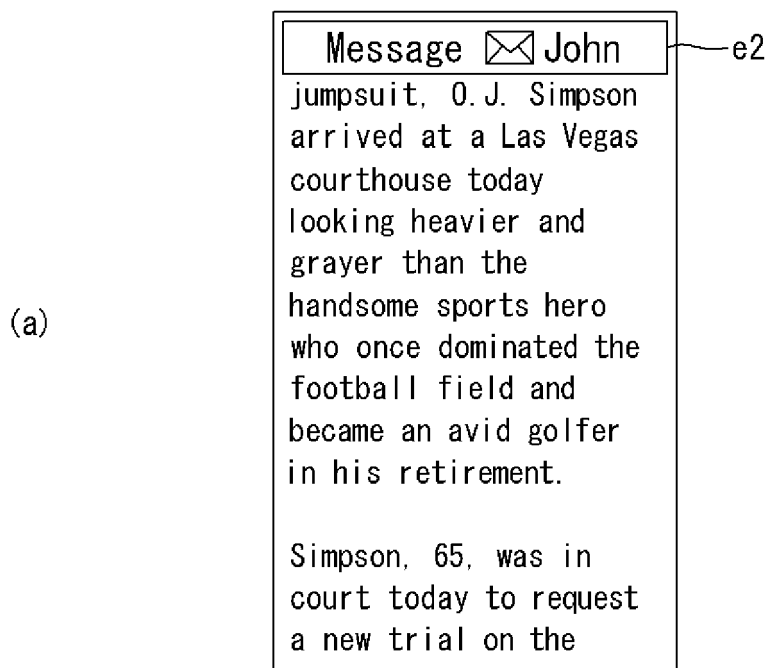 Message John
e2
jumpsuit, O.J. Simpson
arrived at a Las Vegas
courthouse today
looking heavier and
grayer than the
handsome sports hero
who once dominated the
football field and
became an avid golfer
in his retirement.
(a)
Simpson, 65, was in
court today to request
a new trial on the